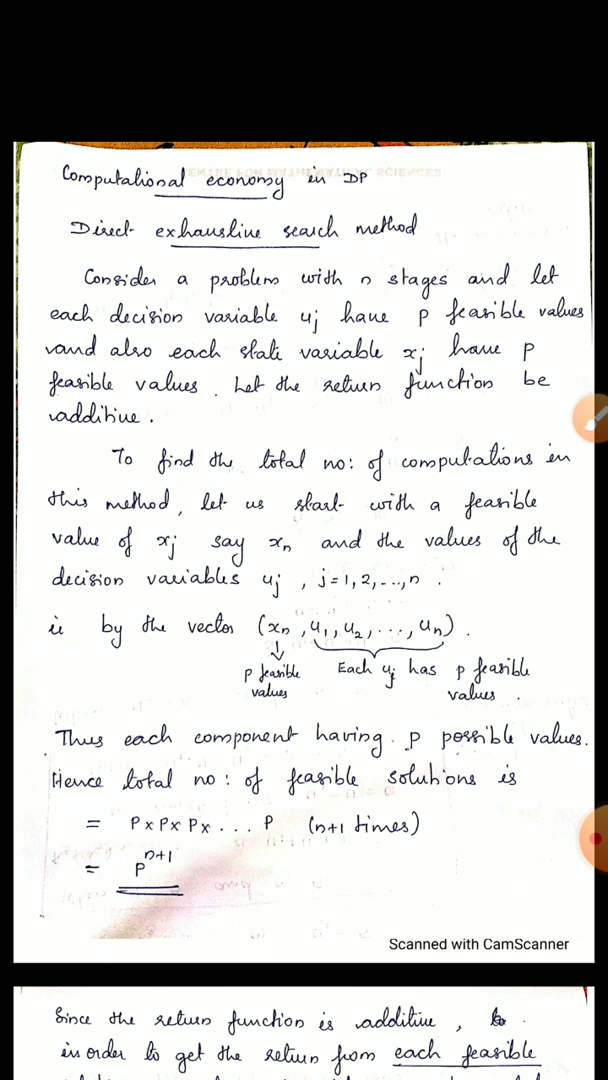 Computational economy in DP
Direct exhaustive search method
Consider a problem with n stages and let
each decision variable uj have p feasible values
and also each state variable xj have p
feasible values. Let the return function be
additive.
To find the total no: of computations in
this method, let us start with a feasible
value of xj say xn and the values of the
decision variables uj, j=1,2,...,n.
ie by the vector (xn, u1, u2, ..., un).
p feasible values
Each uj has p feasible values.
Thus each component having p possible values.
Hence total no: of feasible solutions is
= P x P x P x ... P (n+1 times)
= P^n+1
Scanned with CamScanner
Since the return function is additive,
in order to get the return from each feasible